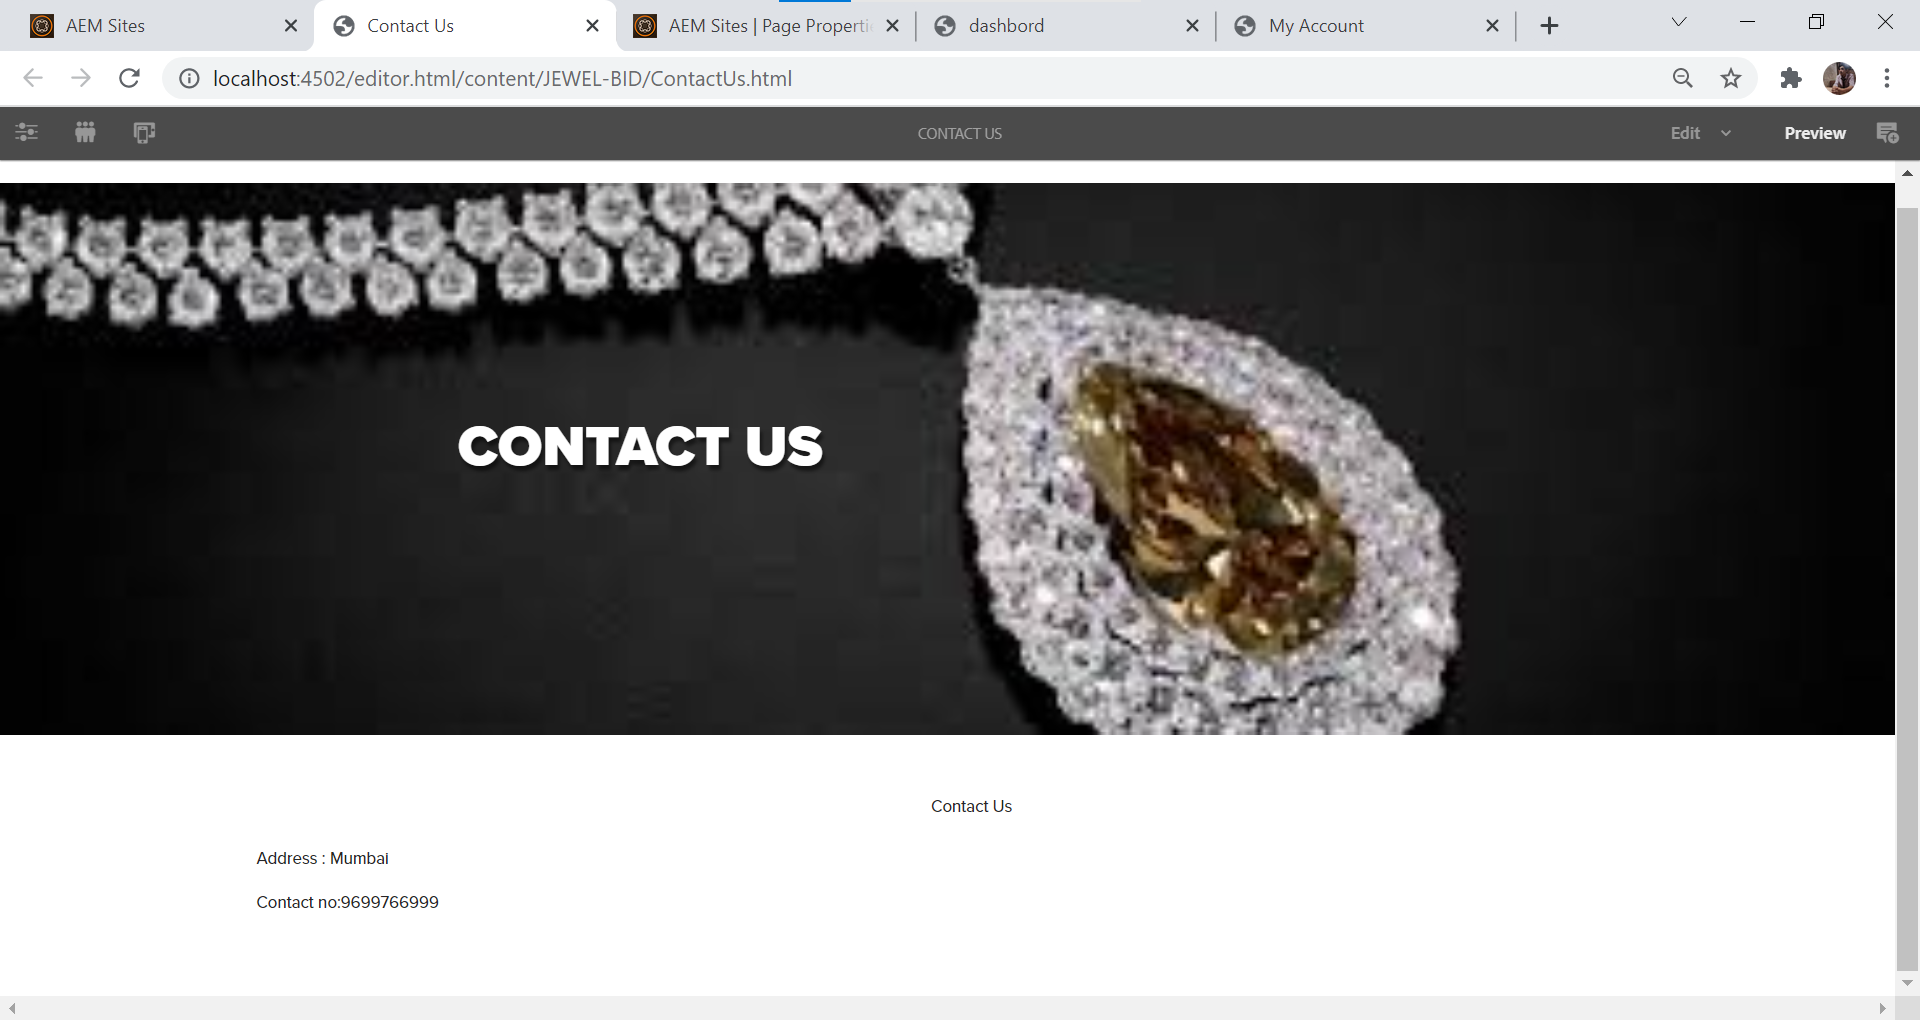 AEM Sites
Contact Us
AEM Sites | Page Properti
dashbord
My Account
localhost:4502/editor.html/content/JEWEL-BID/ContactUs.html
CONTACT US
Edit
Preview
CONTACT US
Contact Us
Address : Mumbai
Contact no:9699766999